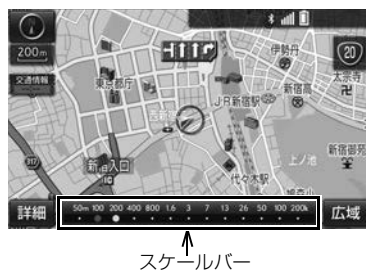 200m
交通情報
東京都庁
伊勢丹
20
太宗寺
新宿高
JR新宿駅
西新宿
317
新宿入口
上ノ池
新宿御苑
代々木駅
詳細
50m 100 200 400 800 1.6 3 7 13 26 50 100 200k
広域
スケールバー